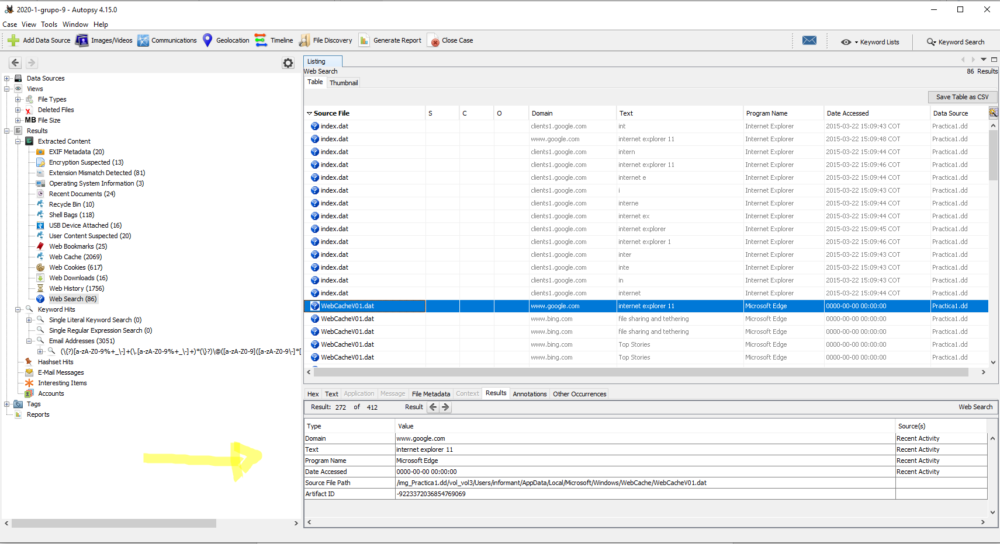 2020-1-grupo-9 - Autopsy 4.15.0
Case View Tools Window Help
Add Data Source Images/Videos Communications Geolocation Timeline File Discovery Generate Report Close Case Keyword Lists Keyword Search
Data Sources
Views
File Types
Deleted Files
MB File Size
Results
Extracted Content
EXIF Metadata (20)
Encryption Suspected (13)
Extension Mismatch Detected (81)
Operating System Information (3)
Recent Documents (24)
Recycle Bin (10)
Shell Bags (118)
USB Device Attached (16)
User Content Suspected (20)
Web Bookmarks (25)
Web Cache (2069)
Web Cookies (617)
Web Downloads (16)
Web History (1756)
Web Search (86)
Keyword Hits
Single Literal Keyword Search (0)
Single Regular Expression Search (0)
Email Addresses (3051)
(\{?)[a-zA-Z0-9%+_\-]+(\.[a-zA-Z0-9%+_\-]+)*(\}?)\@([a-zA-Z0-9]([a-zA-Z0-9\-]*[
Hashset Hits
E-Mail Messages
Interesting Items
Accounts
Tags
Reports
Listing
Web Search 86 Results
Table Thumbnail
Save Table as CSV
Source File S C O Domain Text Program Name Date Accessed Data Source
index.dat clients1.google.com int Internet Explorer 2015-03-22 15:09:43 COT Practica1.dd
index.dat www.google.com internet explorer 11 Internet Explorer 2015-03-22 15:09:48 COT Practica1.dd
index.dat clients1.google.com intern Internet Explorer 2015-03-22 15:09:44 COT Practica1.dd
index.dat clients1.google.com internet explorer 11 Internet Explorer 2015-03-22 15:09:46 COT Practica1.dd
index.dat clients1.google.com internet e Internet Explorer 2015-03-22 15:09:44 COT Practica1.dd
index.dat clients1.google.com i Internet Explorer 2015-03-22 15:09:43 COT Practica1.dd
index.dat clients1.google.com interne Internet Explorer 2015-03-22 15:09:44 COT Practica1.dd
index.dat clients1.google.com internet ex Internet Explorer 2015-03-22 15:09:44 COT Practica1.dd
index.dat clients1.google.com internet explorer Internet Explorer 2015-03-22 15:09:45 COT Practica1.dd
index.dat clients1.google.com internet explorer 1 Internet Explorer 2015-03-22 15:09:46 COT Practica1.dd
index.dat clients1.google.com inter Internet Explorer 2015-03-22 15:09:43 COT Practica1.dd
index.dat clients1.google.com inte Internet Explorer 2015-03-22 15:09:43 COT Practica1.dd
index.dat clients1.google.com in Internet Explorer 2015-03-22 15:09:43 COT Practica1.dd
index.dat clients1.google.com internet Internet Explorer 2015-03-22 15:09:44 COT Practica1.dd
WebCacheV01.dat www.google.com internet explorer 11 Microsoft Edge 0000-00-00 00:00:00 Practica1.dd
WebCacheV01.dat www.bing.com file sharing and tethering Microsoft Edge 0000-00-00 00:00:00 Practica1.dd
WebCacheV01.dat www.bing.com file sharing and tethering Microsoft Edge 0000-00-00 00:00:00 Practica1.dd
WebCacheV01.dat www.bing.com Top Stories Microsoft Edge 0000-00-00 00:00:00 Practica1.dd
WebCacheV01.dat www.bing.com Top Stories Microsoft Edge 0000-00-00 00:00:00 Practica1.dd
Hex Text Application Message File Metadata Context Results Annotations Other Occurrences
Result: 272 of 412 Result Web Search
Type Value Source(s)
Domain www.google.com Recent Activity
Text internet explorer 11 Recent Activity
Program Name Microsoft Edge Recent Activity
Date Accessed 0000-00-00 00:00:00 Recent Activity
Source File Path /img_Practica1.dd/vol_vol3/Users/informant/AppData/Local/Microsoft/Windows/WebCache/WebCacheV01.dat
Artifact ID -9223372036854769069